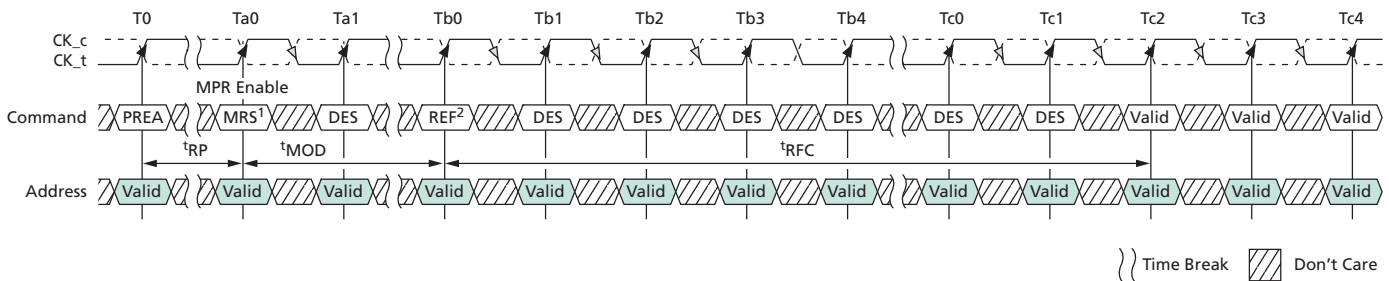 T0 Ta0 Ta1 Tb0 Tb1 Tb2 Tb3 Tb4 Tc0 Tc1 Tc2 Tc3 Tc4
CK_c
CK_t
MPR Enable
Command PREA MRS¹ DES REF² DES DES DES DES DES DES Valid Valid Valid
tRP tMOD tRFC
Address Valid Valid Valid Valid Valid Valid Valid Valid Valid Valid Valid Valid Valid
Time Break Don't Care